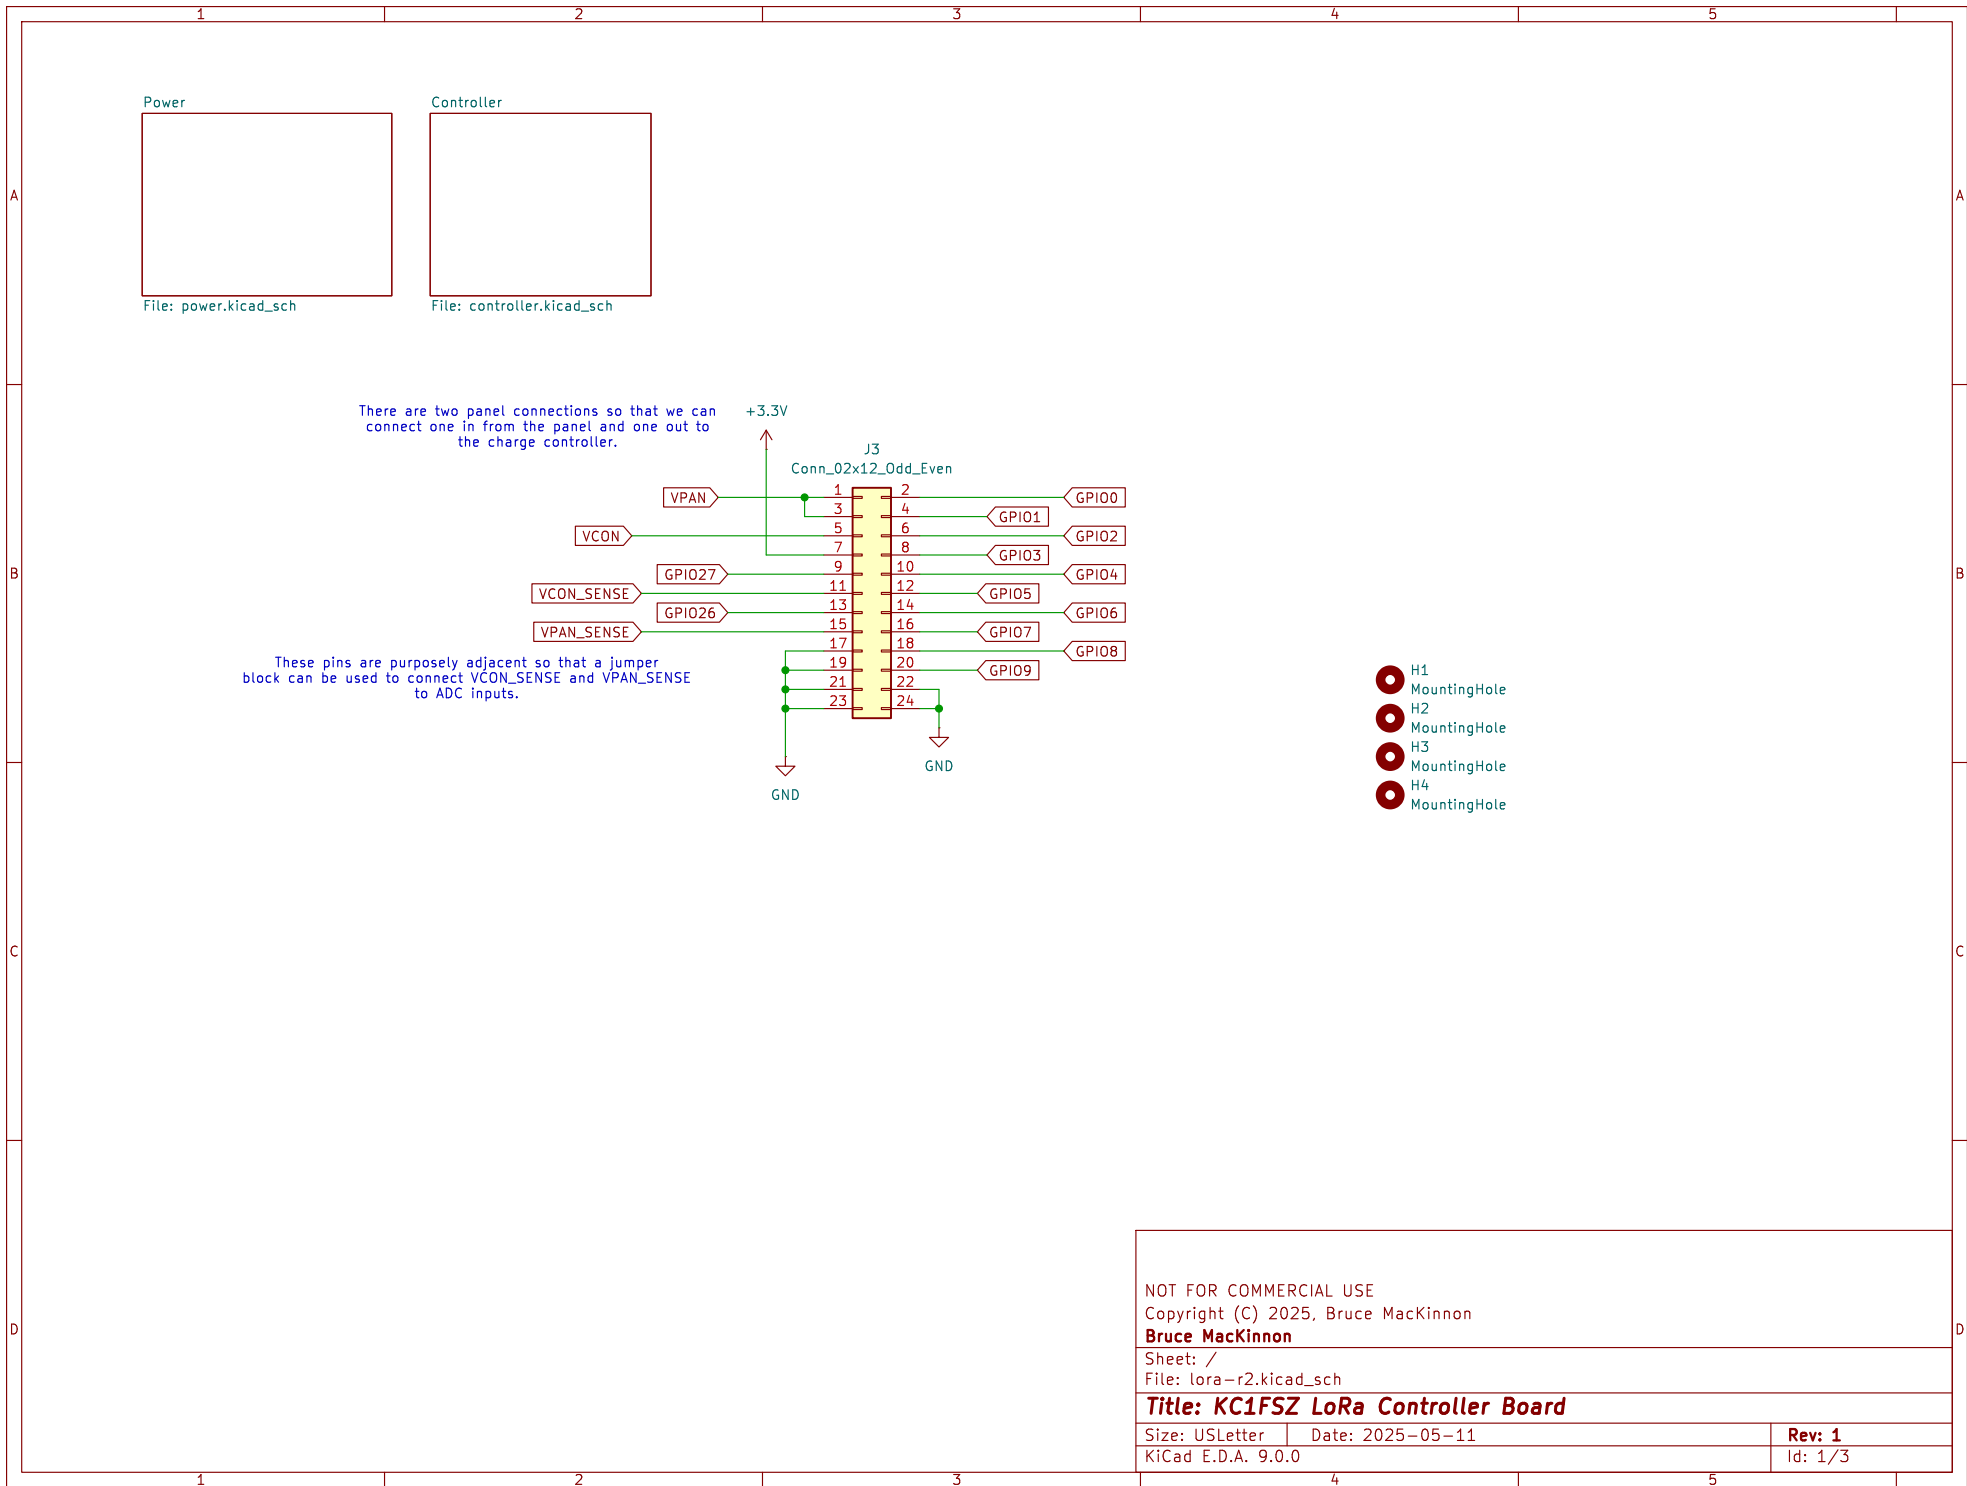 1 2 3 4 5
Power
Controller
A A
File: power.kicad_sch
File: controller.kicad_sch
There are two panel connections so that we can
connect one in from the panel and one out to
the charge controller.
+3.3V
J3
Conn_02x12_Odd_Even
VPAN 1 2 GPIO0
3 4 GPIO1
VCON 5 6 GPIO2
7 8 GPIO3
B GPIO27 9 10 GPIO4 B
VCON_SENSE 11 12 GPIO5
GPIO26 13 14 GPIO6
VPAN_SENSE 15 16 GPIO7
17 18 GPIO8
19 20 GPIO9
21 22
23 24
These pins are purposely adjacent so that a jumper
block can be used to connect VCON_SENSE and VPAN_SENSE
to ADC inputs.
GND
GND
H1
MountingHole
H2
MountingHole
H3
MountingHole
H4
MountingHole
C C
D D
NOT FOR COMMERCIAL USE
Copyright (C) 2025, Bruce MacKinnon
Bruce MacKinnon
Sheet: /
File: lora-r2.kicad_sch
Title: KC1FSZ LoRa Controller Board
Size: USLetter Date: 2025-05-11 Rev: 1
KiCad E.D.A. 9.0.0 Id: 1/3
1 2 3 4 5